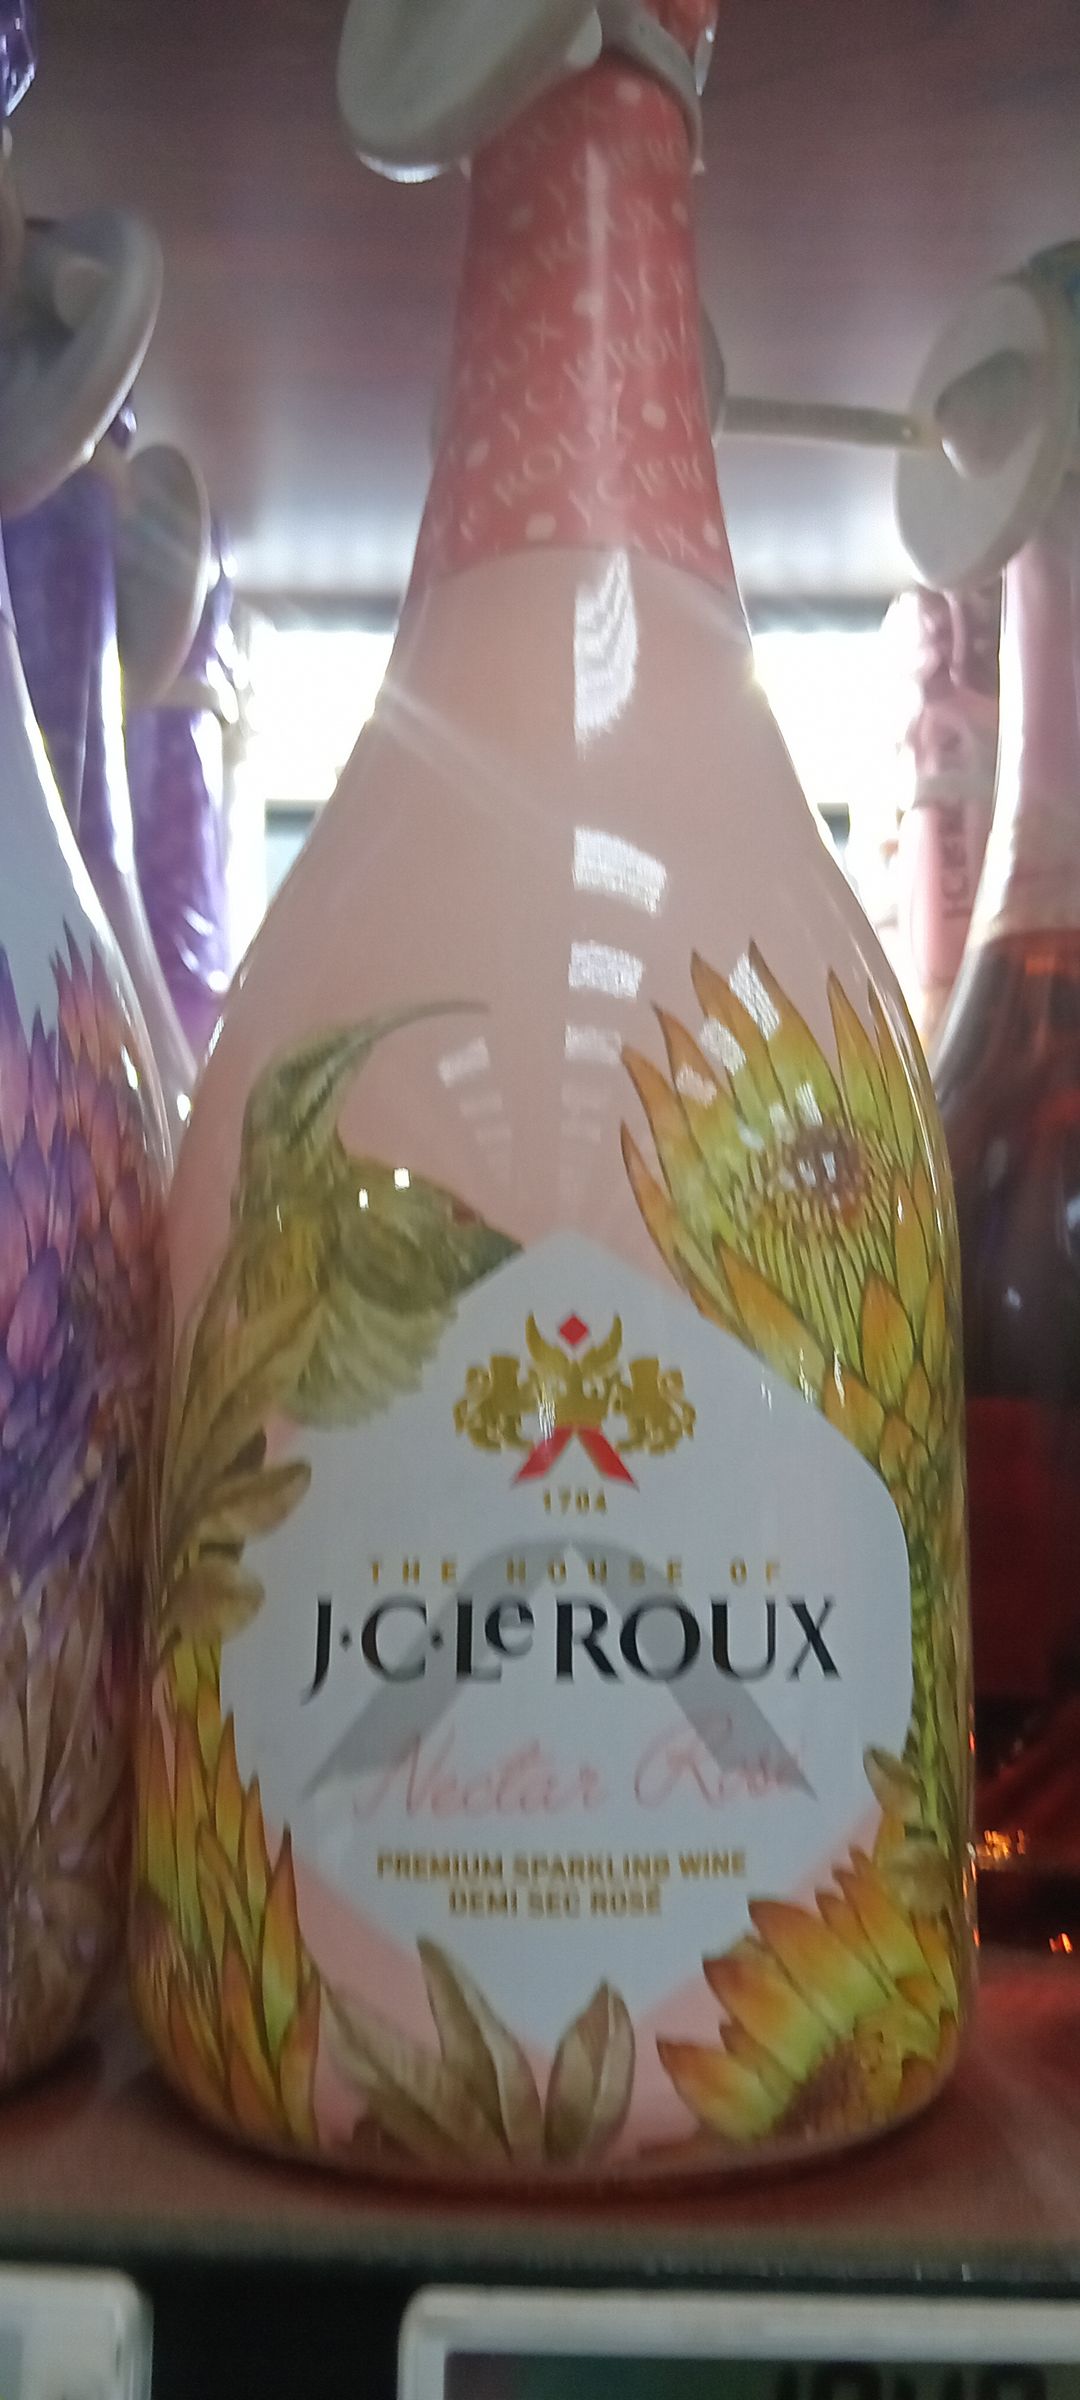 1704
THE HOUSE OF
J·C·Le ROUX
Nectar Rosé
PREMIUM SPARKLING WINE
DEMI SEC ROSÉ